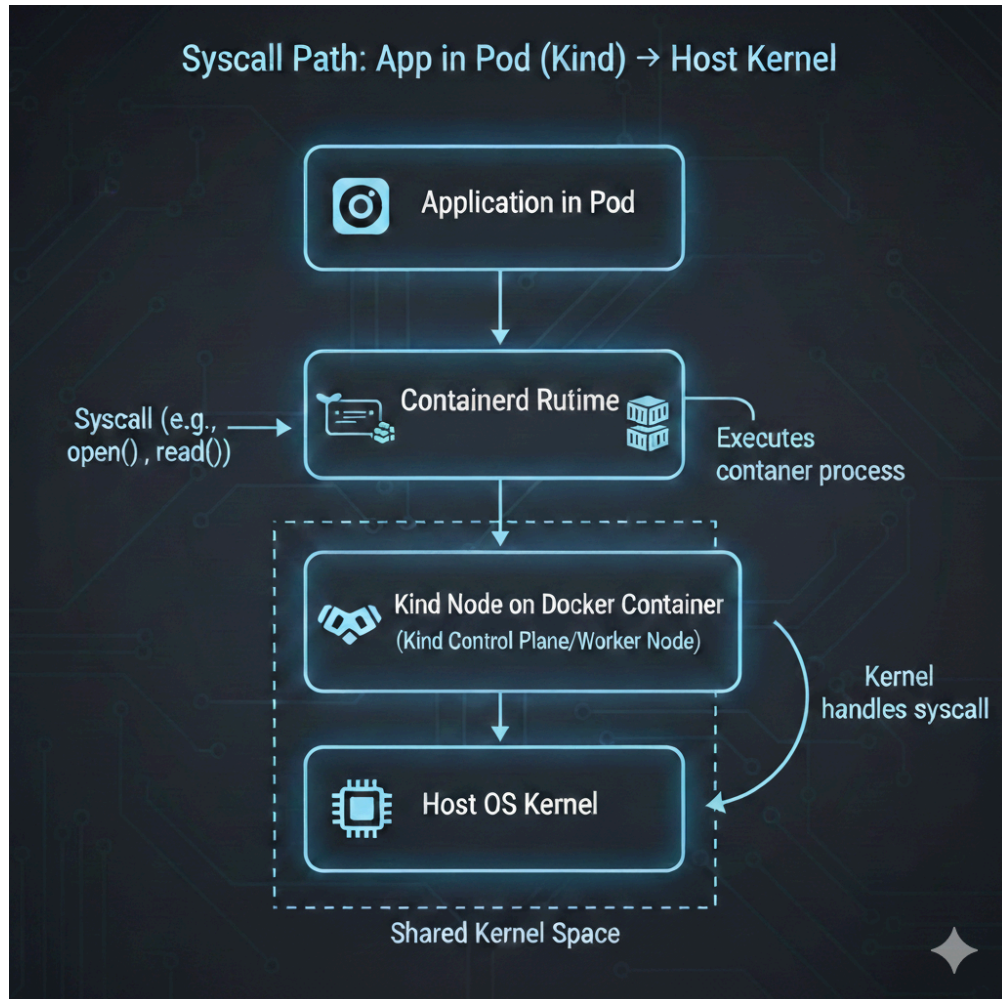 Syscall Path: App in Pod (Kind) → Host Kernel
Application in Pod
Containerd Rutime
Syscall (e.g.,
open() , read())
Executes
contaner process
Kind Node on Docker Container
(Kind Control Plane/Worker Node)
Kernel
handles syscall
Host OS Kernel
Shared Kernel Space